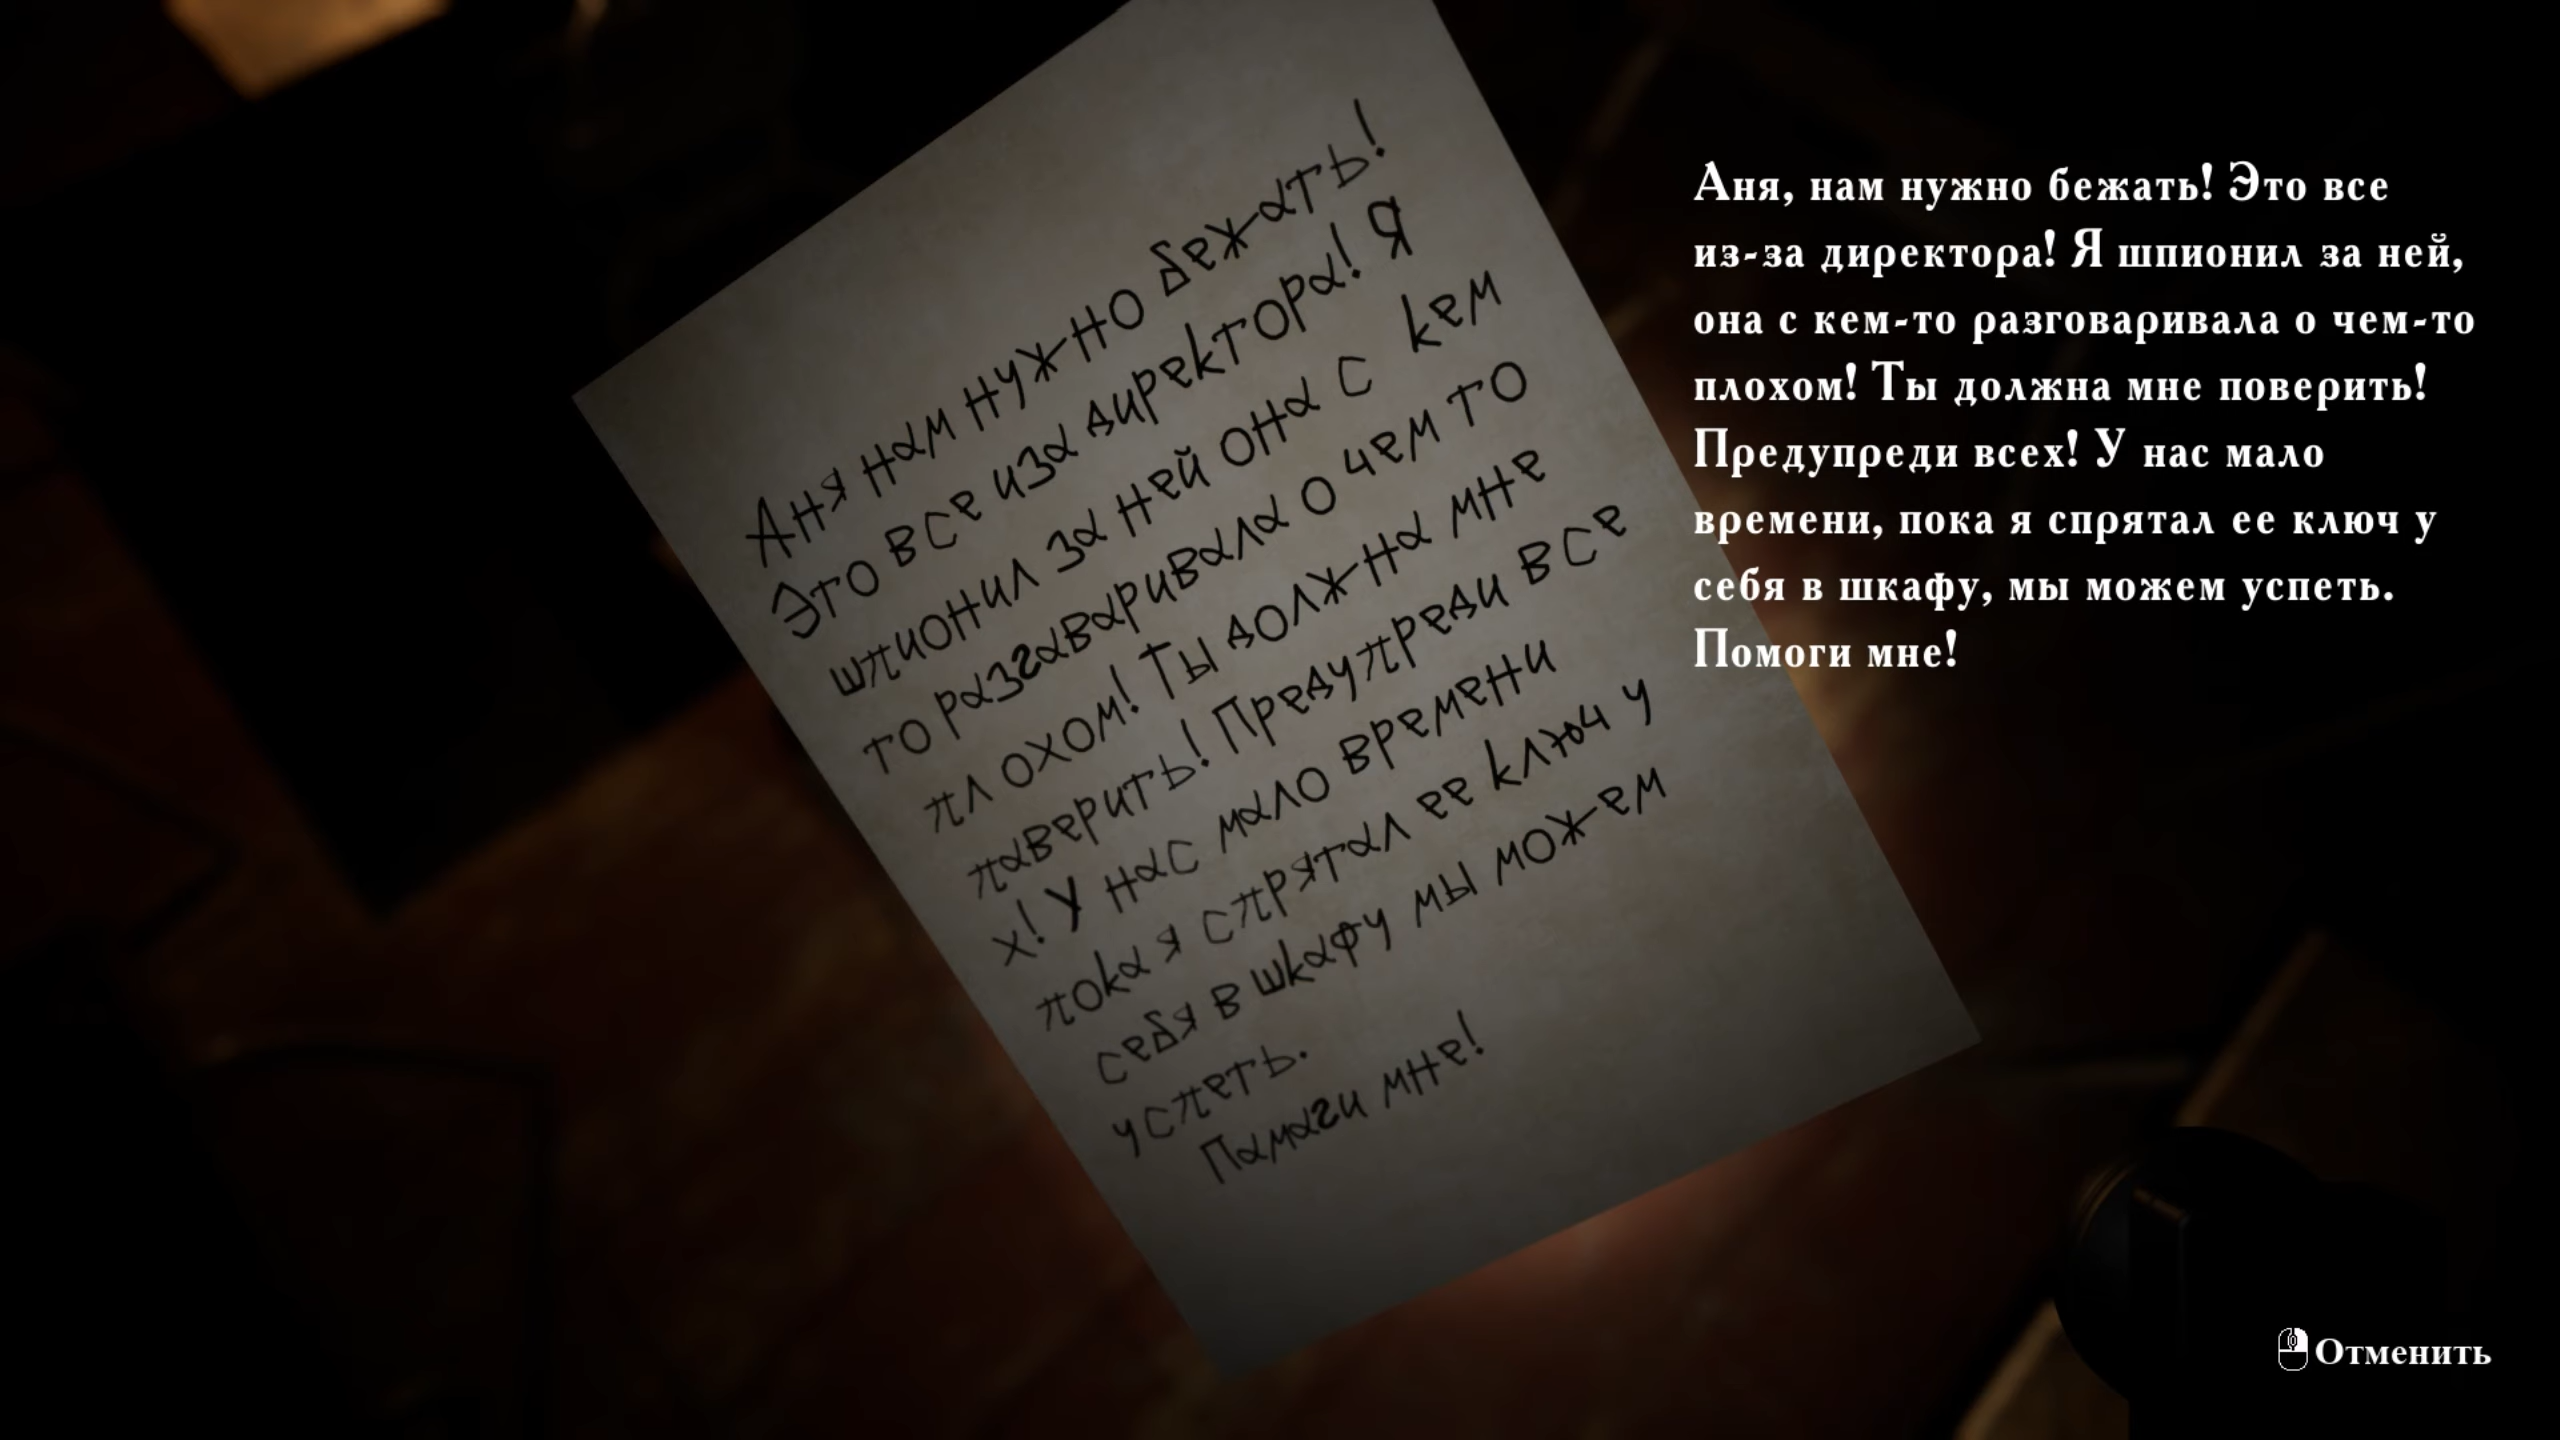 Аня нам нужно бежать!
Это все иза директора! Я
шпионил за ней она с кем
то разгаваривала о чем то
пл охом! Ты должна мне
паверить! Предупреди все
х! У нас мало времени
пока я спрятал ее ключ у
себя в шкафу мы можем
успеть.
Памаги мне!
Аня, нам нужно бежать! Это все
из-за директора! Я шпионил за ней,
она с кем-то разговаривала о чем-то
плохом! Ты должна мне поверить!
Предупреди всех! У нас мало
времени, пока я спрятал ее ключ у
себя в шкафу, мы можем успеть.
Помоги мне!
Отменить